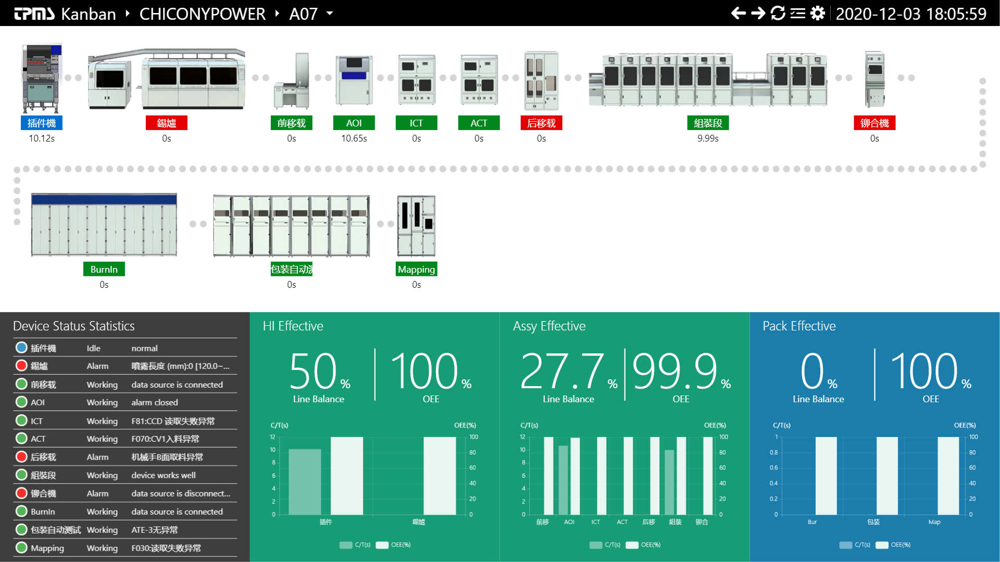 TPMS Kanban CHICONYPOWER A07 2020-12-03 18:05:59
插件機 錫爐 前移载 AOI ICT ACT 后移载 組裝段 铆合機
10.12s 0s 0s 10.65s 0s 0s 0s 9.99s 0s
BurnIn 包装自动测 Mapping
0s 0s 0s
Device Status Statistics
插件機 Idle normal
錫爐 Alarm 噴霧長度 (mm):0 [120.0~...
前移载 Working data source is connected
AOI Working alarm closed
ICT Working F81:CCD 读取失败异常
ACT Working F070:CV1入料异常
后移载 Alarm 机械手B面取料异常
組裝段 Working device works well
铆合機 Alarm data source is disconnect...
BurnIn Working data source is connected
包装自动测试 Working ATE-3无异常
Mapping Working F030:读取失败异常
HI Effective
50 % 100 %
Line Balance OEE
C/T(s) OEE(%)
12 100
10 80
8 60
6
4 40
2 20
0 0
插件 錫爐
C/T(s) OEE(%)
Assy Effective
27.7 % 99.9 %
Line Balance OEE
C/T(s) OEE(%)
12 100
10 80
8 60
6
4 40
2 20
0 0
前移 AOI ICT ACT 后移 組裝 铆合
C/T(s) OEE(%)
Pack Effective
0 % 100 %
Line Balance OEE
C/T(s) OEE(%)
1 100
0.8 80
0.6 60
0.4 40
0.2 20
0 0
Bur 包装 Map
C/T(s) OEE(%)